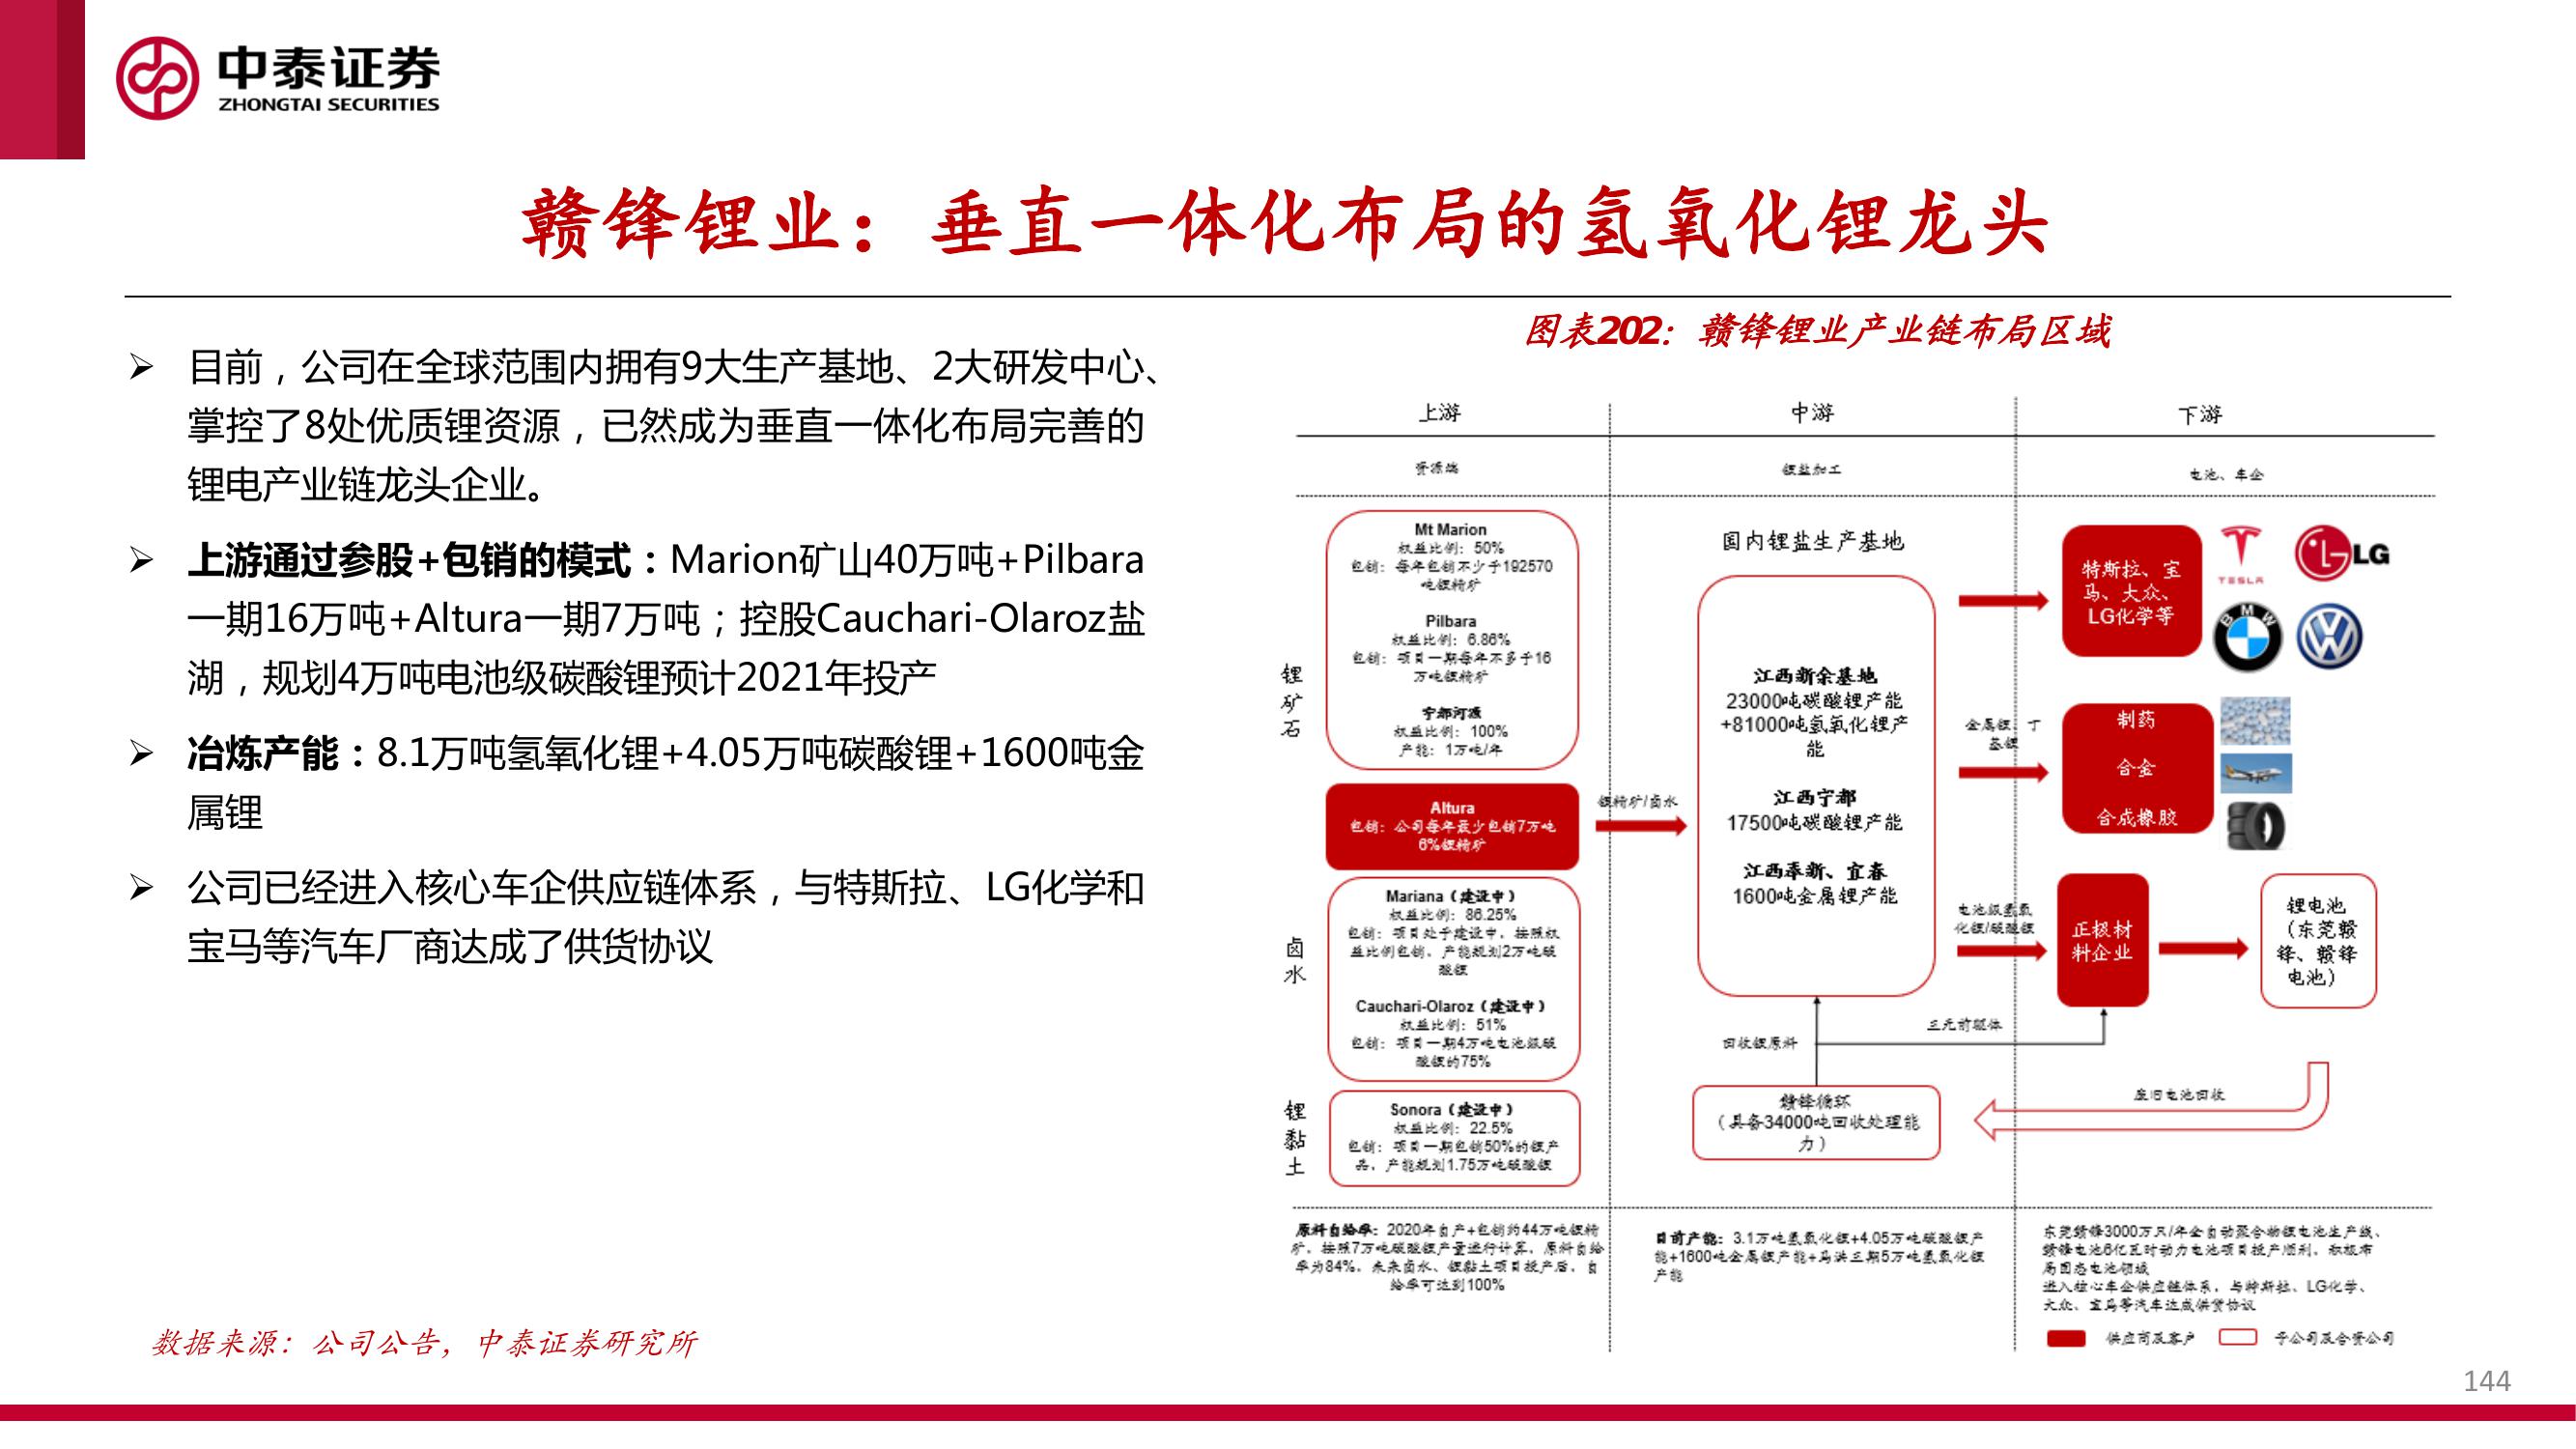 中泰证券
ZHONGTAI SECURITIES
赣锋锂业：垂直一体化布局的氢氧化锂龙头
目前，公司在全球范围内拥有9大生产基地、2大研发中心、
掌控了8处优质锂资源，已然成为垂直一体化布局完善的
锂电产业链龙头企业。
上游通过参股+包销的模式：Marion矿山40万吨+Pilbara
一期16万吨+Altura一期7万吨；控股Cauchari-Olaroz盐
湖，规划4万吨电池级碳酸锂预计2021年投产
冶炼产能：8.1万吨氢氧化锂+4.05万吨碳酸锂+1600吨金
属锂
公司已经进入核心车企供应链体系，与特斯拉、LG化学和
宝马等汽车厂商达成了供货协议
图表202：赣锋锂业产业链布局区域
上游
中游
下游
资源端
锂盐加工
电池、车企
锂矿石
Mt Marion
权益比例：50%
包销：每年包销不少于192570
吨锂精矿
Pilbara
权益比例：6.86%
包销：项目一期每年不多于16
万吨锂精矿
宁都河源
权益比例：100%
产能：1万吨/年
Altura
包销：公司每年最少包销7万吨
6%锂精矿
卤水
Mariana（建设中）
权益比例：86.25%
包销：项目处于建设中，按照权
益比例包销，产能规划2万吨碳
酸锂
Cauchari-Olaroz（建设中）
权益比例：51%
包销：项目一期4万吨电池级碳
酸锂的75%
锂黏土
Sonora（建设中）
权益比例：22.5%
包销：项目一期包销50%的锂产
品，产能规划1.75万吨碳酸锂
锂精矿/卤水
国内锂盐生产基地
江西新余基地
23000吨碳酸锂产能
+81000吨氢氧化锂产
能
江西宁都
17500吨碳酸锂产能
江西奉新、宜春
1600吨金属锂产能
金属锂、丁
基锂
电池级氢氧
化锂/碳酸锂
特斯拉、宝
马、大众、
LG化学等
TESLA
LG
BMW
制药
合金
合成橡胶
正极材
料企业
锂电池
（东莞赣
锋、赣锋
电池）
三元前驱体
回收锂原料
赣锋循环
（具备34000吨回收处理能
力）
废旧电池回收
原料自给率：2020年自产+包销约44万吨锂精
矿，按照7万吨碳酸锂产量进行计算，原料自给
率为84%，未来卤水、锂黏土项目投产后，自
给率可达到100%
目前产能：3.1万吨氢氧化锂+4.05万吨碳酸锂产
能+1600吨金属锂产能+马洪三期5万吨氢氧化锂
产能
东莞赣锋3000万只/年全自动聚合物锂电池生产线、
赣锋电池6亿瓦时动力电池项目投产顺利，积极布
局固态电池领域
进入核心车企供应链体系，与特斯拉、LG化学、
大众、宝马等汽车达成供货协议
供应商及客户
子公司及合资公司
数据来源：公司公告，中泰证券研究所
144